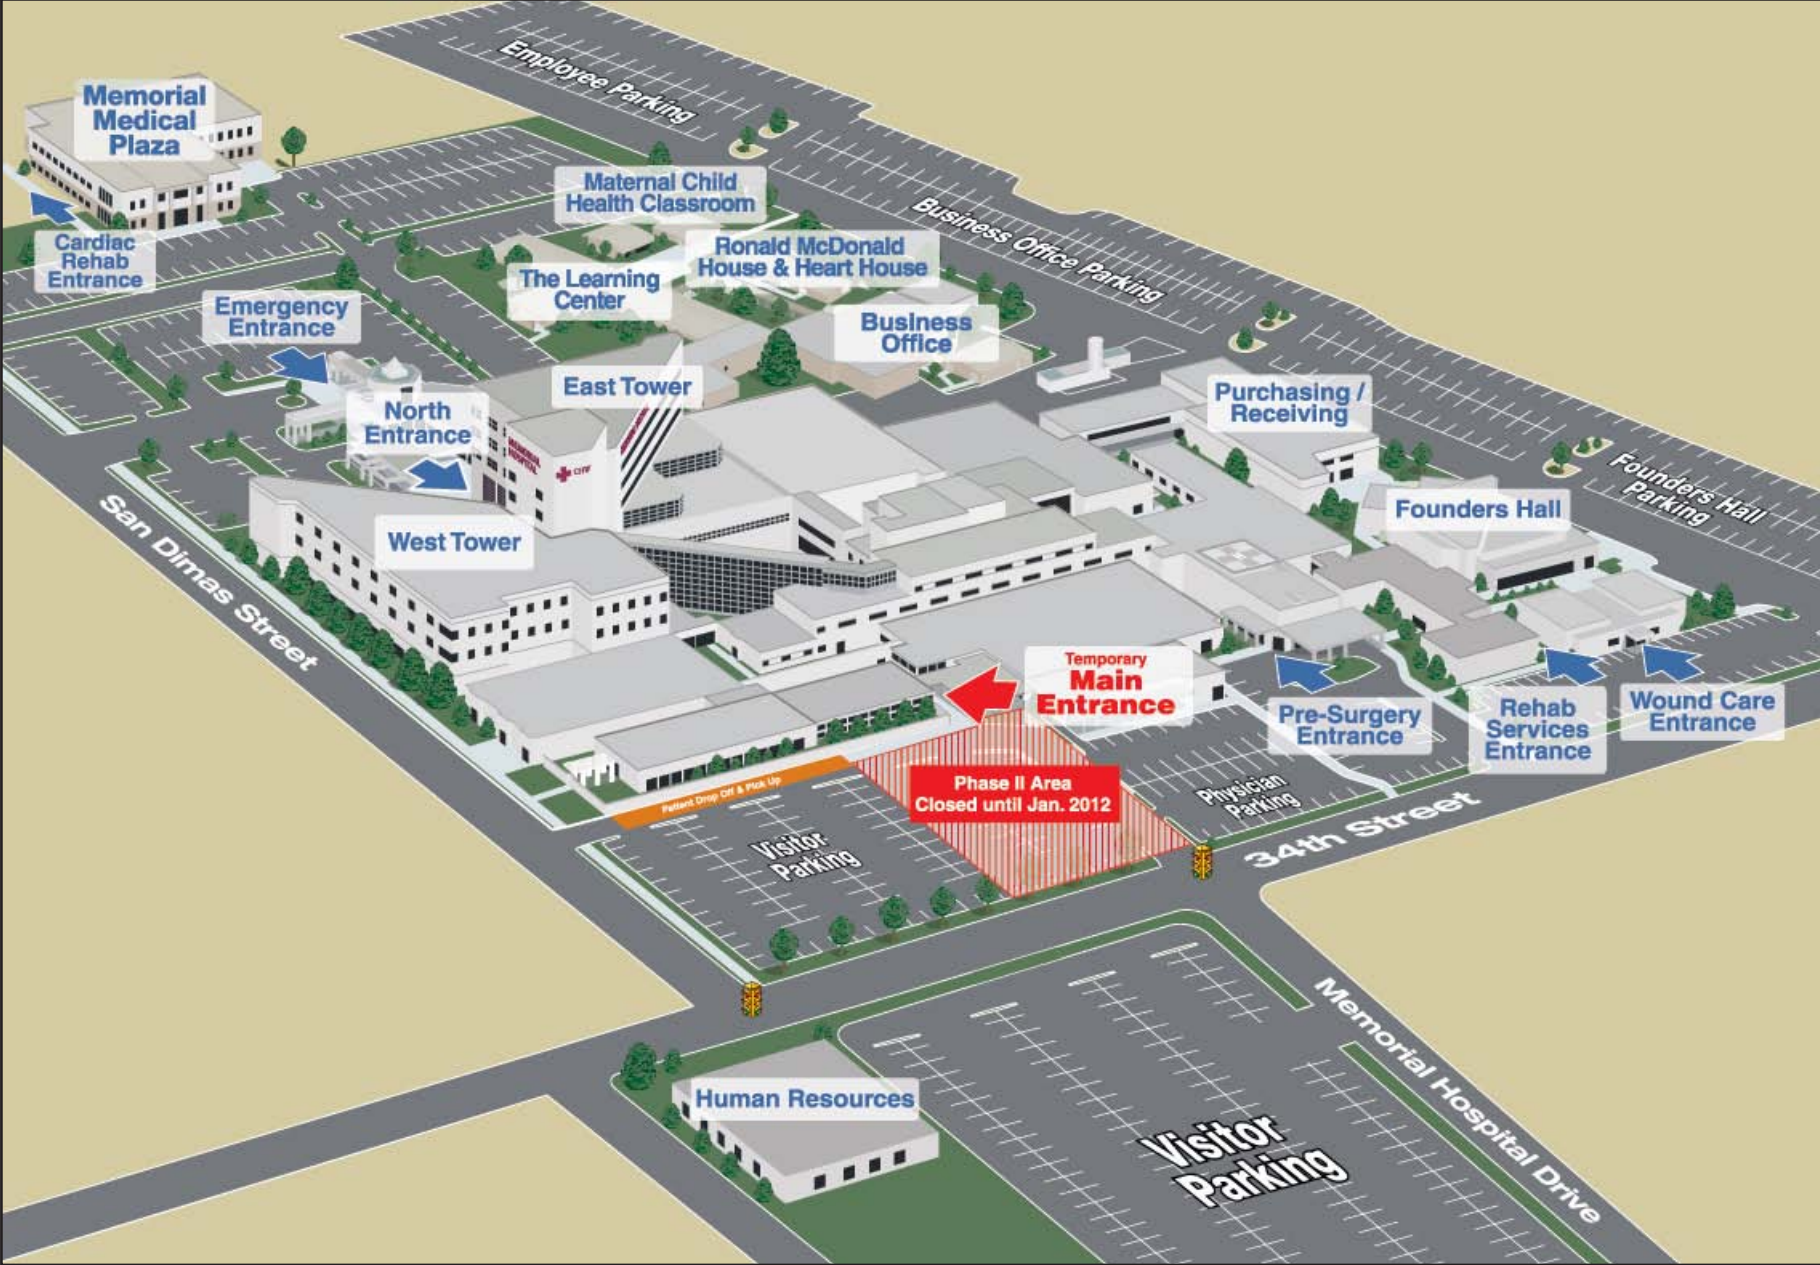 Employee Parking
Memorial
Medical
Plaza
Maternal Child
Health Classroom
Business Office Parking
Cardiac
Rehab
Entrance
Ronald McDonald
House & Heart House
The Learning
Center
Emergency
Entrance
Business
Office
East Tower
Purchasing /
Receiving
North
Entrance
MEMORIAL
HOSPITAL
CHW
Founders Hall
Parking
Founders Hall
West Tower
San Dimas Street
Temporary
Main
Entrance
Pre-Surgery
Entrance
Rehab
Services
Entrance
Wound Care
Entrance
Patient Drop Off & Pick Up
Phase II Area
Closed until Jan. 2012
Physician
Parking
Visitor
Parking
34th Street
Memorial Hospital Drive
Human Resources
Visitor
Parking